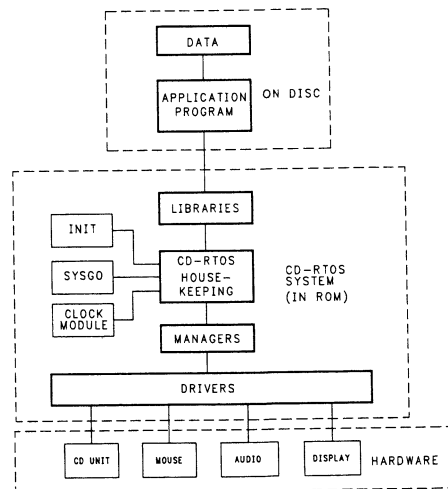 DATA
APPLICATION
PROGRAM
ON DISC
LIBRARIES
INIT
CD-RTOS
HOUSE-
KEEPING
SYSGO
CD-RTOS
SYSTEM
(IN ROM)
CLOCK
MODULE
MANAGERS
DRIVERS
CD UNIT
MOUSE
AUDIO
DISPLAY
HARDWARE